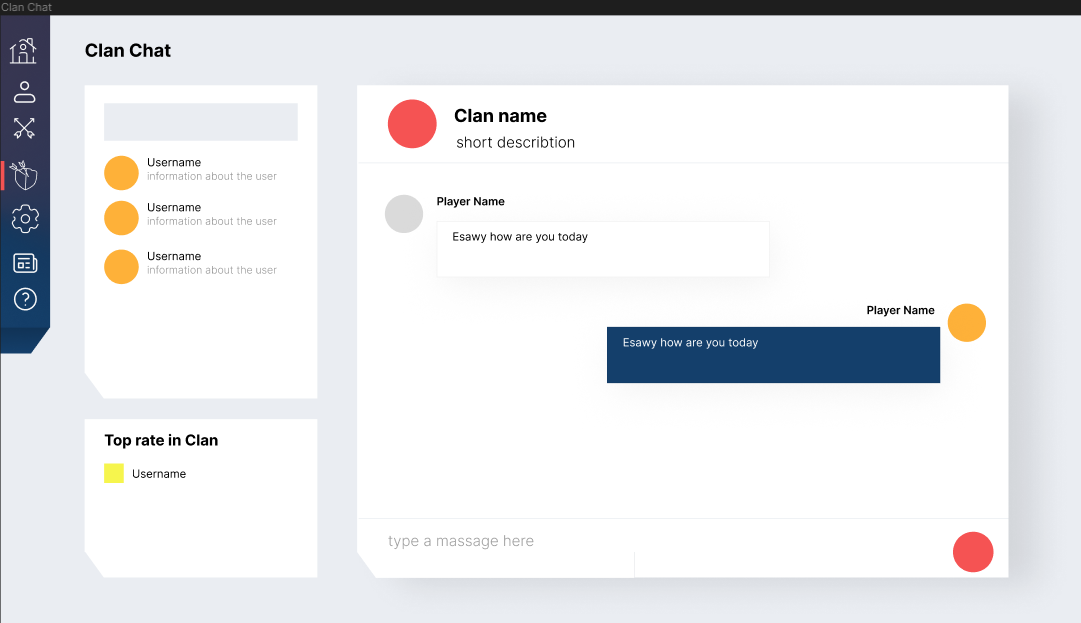 Clan Chat
Clan Chat
Username
information about the user
Username
information about the user
Username
information about the user
Top rate in Clan
Username
Clan name
short describtion
Player Name
Esawy how are you today
Player Name
Esawy how are you today
type a massage here
?